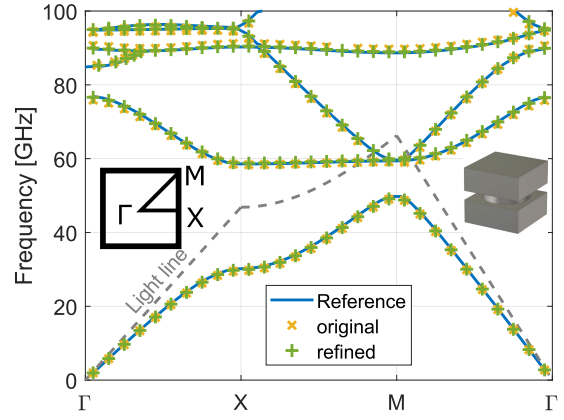 100
80
60
40
20
0
Frequency [GHz]
Γ
X
M
Γ
M
Γ
X
Light line
Reference
original
refined